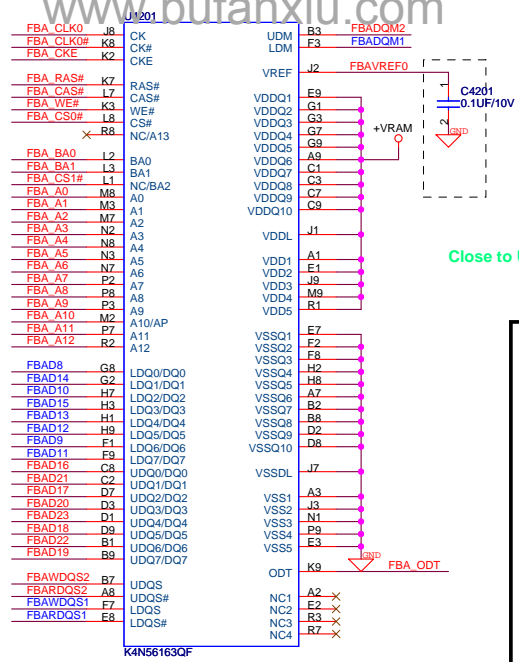 www.butanxiu.com
U4201
FBA_CLK0 J8 CK
FBA_CLK0# K8 CK#
FBA_CKE K2 CKE
FBA_RAS# K7 RAS#
FBA_CAS# L7 CAS#
FBA_WE# K3 WE#
FBA_CS0# L8 CS#
R8 NC/A13
FBA_BA0 L2 BA0
FBA_BA1 L3 BA1
FBA_CS1# L1 NC/BA2
FBA_A0 M8 A0
FBA_A1 M3 A1
FBA_A2 M7 A2
FBA_A3 N2 A3
FBA_A4 N8 A4
FBA_A5 N3 A5
FBA_A6 N7 A6
FBA_A7 P2 A7
FBA_A8 P8 A8
FBA_A9 P3 A9
FBA_A10 M2 A10/AP
FBA_A11 P7 A11
FBA_A12 R2 A12
FBAD8 G8 LDQ0/DQ0
FBAD14 G2 LDQ1/DQ1
FBAD10 H7 LDQ2/DQ2
FBAD15 H3 LDQ3/DQ3
FBAD13 H1 LDQ4/DQ4
FBAD12 H9 LDQ5/DQ5
FBAD9 F1 LDQ6/DQ6
FBAD11 F9 LDQ7/DQ7
FBAD16 C8 UDQ0/DQ0
FBAD21 C2 UDQ1/DQ1
FBAD17 D7 UDQ2/DQ2
FBAD20 D3 UDQ3/DQ3
FBAD23 D1 UDQ4/DQ4
FBAD18 D9 UDQ5/DQ5
FBAD22 B1 UDQ6/DQ6
FBAD19 B9 UDQ7/DQ7
FBAWDQS2 B7 UDQS
FBARDQS2 A8 UDQS#
FBAWDQS1 F7 LDQS
FBARDQS1 E8 LDQS#
UDM B3 FBADQM2
LDM F3 FBADQM1
VREF J2 FBAVREF0
VDDQ1 E9
VDDQ2 G1
VDDQ3 G3
VDDQ4 G7
VDDQ5 G9
VDDQ6 A9
VDDQ7 C1
VDDQ8 C3
VDDQ9 C7
VDDQ10 C9
VDDL J1
VDD1 A1
VDD2 E1
VDD3 J9
VDD4 M9
VDD5 R1
VSSQ1 E7
VSSQ2 F2
VSSQ3 F8
VSSQ4 H2
VSSQ5 H8
VSSQ6 A7
VSSQ7 B2
VSSQ8 B8
VSSQ9 D2
VSSQ10 D8
VSSDL J7
VSS1 A3
VSS2 J3
VSS3 N1
VSS4 P9
VSS5 E3
GND
ODT K9 FBA_ODT
NC1 A2
NC2 E2
NC3 R3
NC4 R7
K4N56163QF
+VRAM
1
C4201
0.1UF/10V
2
GND
Close to